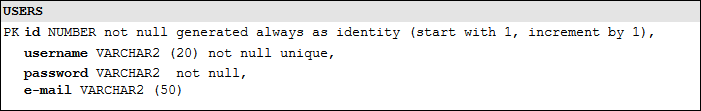 USERS
PK id NUMBER not null generated always as identity (start with 1, increment by 1),
username VARCHAR2 (20) not null unique,
password VARCHAR2 not null,
e-mail VARCHAR2 (50)